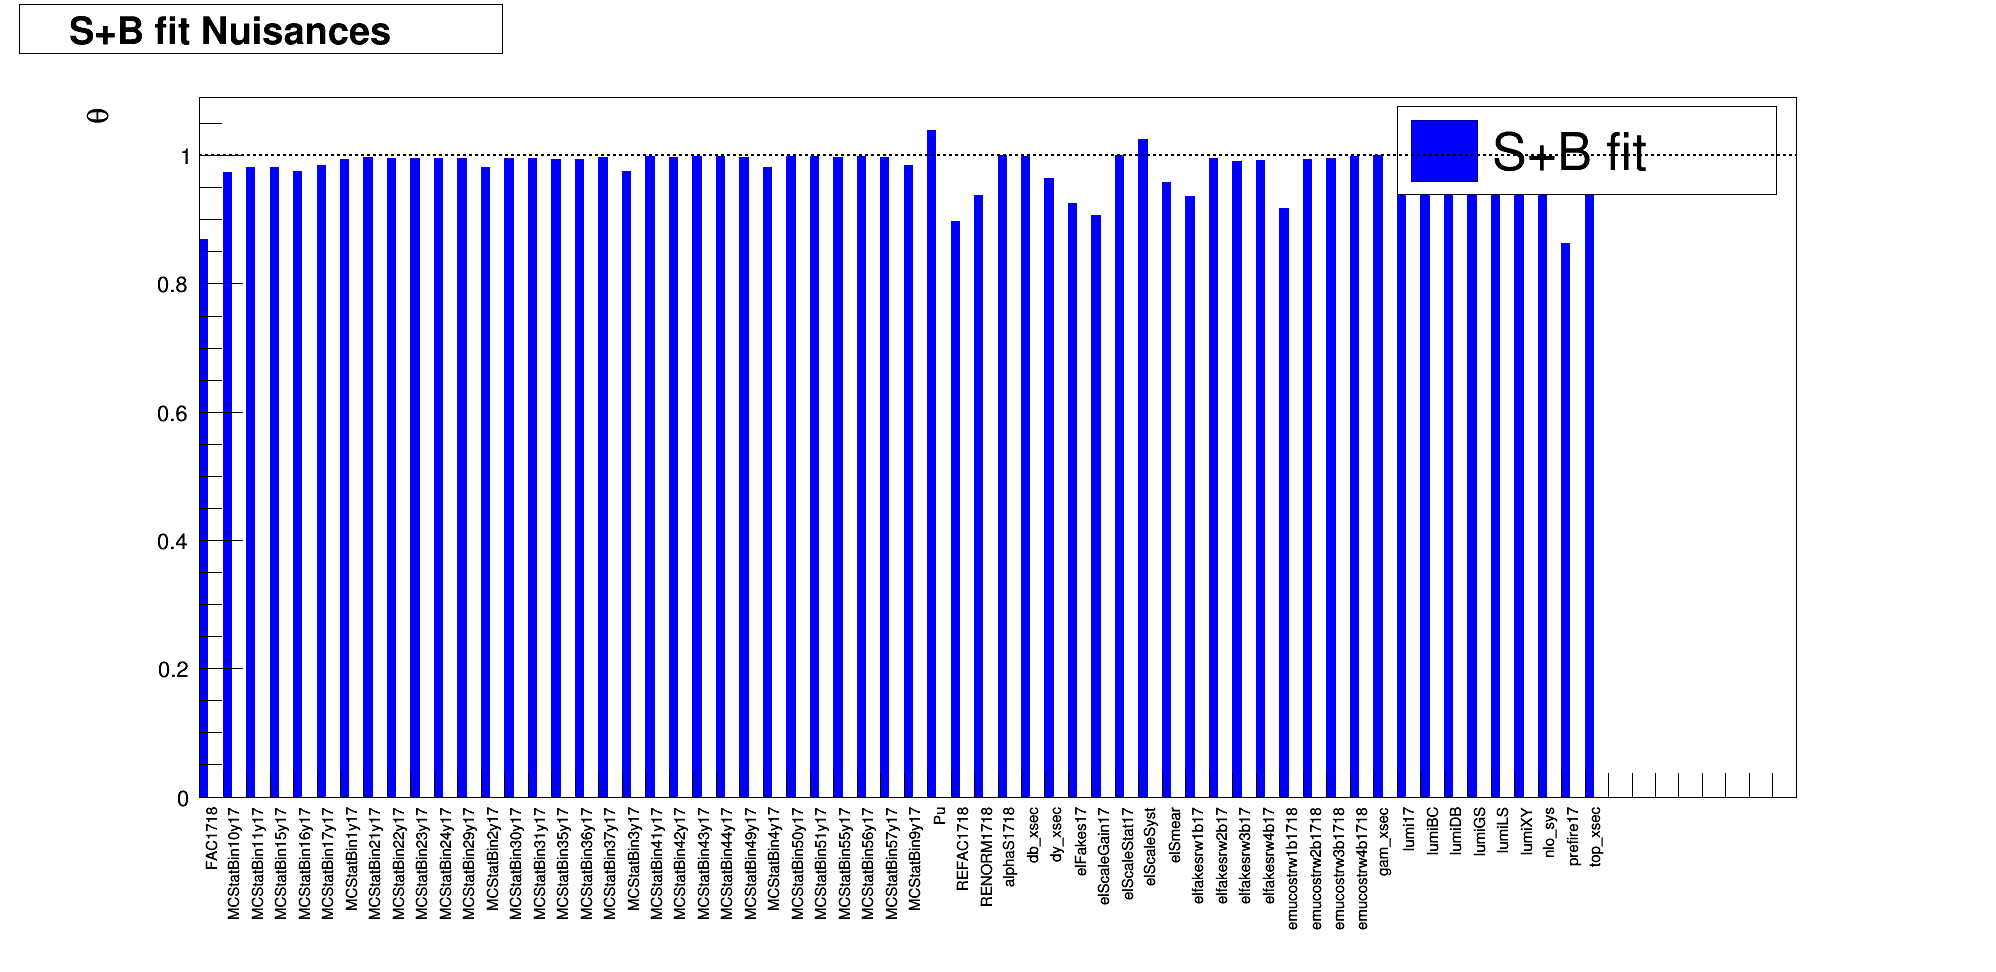 S+B fit Nuisances
θ
S+B fit
1
0.8
0.6
0.4
0.2
0
FAC1718
MCStatBin10y17
MCStatBin11y17
MCStatBin15y17
MCStatBin16y17
MCStatBin17y17
MCStatBin1y17
MCStatBin21y17
MCStatBin22y17
MCStatBin23y17
MCStatBin24y17
MCStatBin29y17
MCStatBin2y17
MCStatBin30y17
MCStatBin31y17
MCStatBin35y17
MCStatBin36y17
MCStatBin37y17
MCStatBin3y17
MCStatBin41y17
MCStatBin42y17
MCStatBin43y17
MCStatBin44y17
MCStatBin49y17
MCStatBin4y17
MCStatBin50y17
MCStatBin51y17
MCStatBin55y17
MCStatBin56y17
MCStatBin57y17
MCStatBin9y17
Pu
REFAC1718
RENORM1718
alphaS1718
db_xsec
dy_xsec
elFakes17
elScaleGain17
elScaleStat17
elScaleSyst
elSmear
elfakesrw1b17
elfakesrw2b17
elfakesrw3b17
elfakesrw4b17
emucostrw1b1718
emucostrw2b1718
emucostrw3b1718
emucostrw4b1718
gam_xsec
lumi17
lumiBC
lumiDB
lumiGS
lumiLS
lumiXY
nlo_sys
prefire17
top_xsec